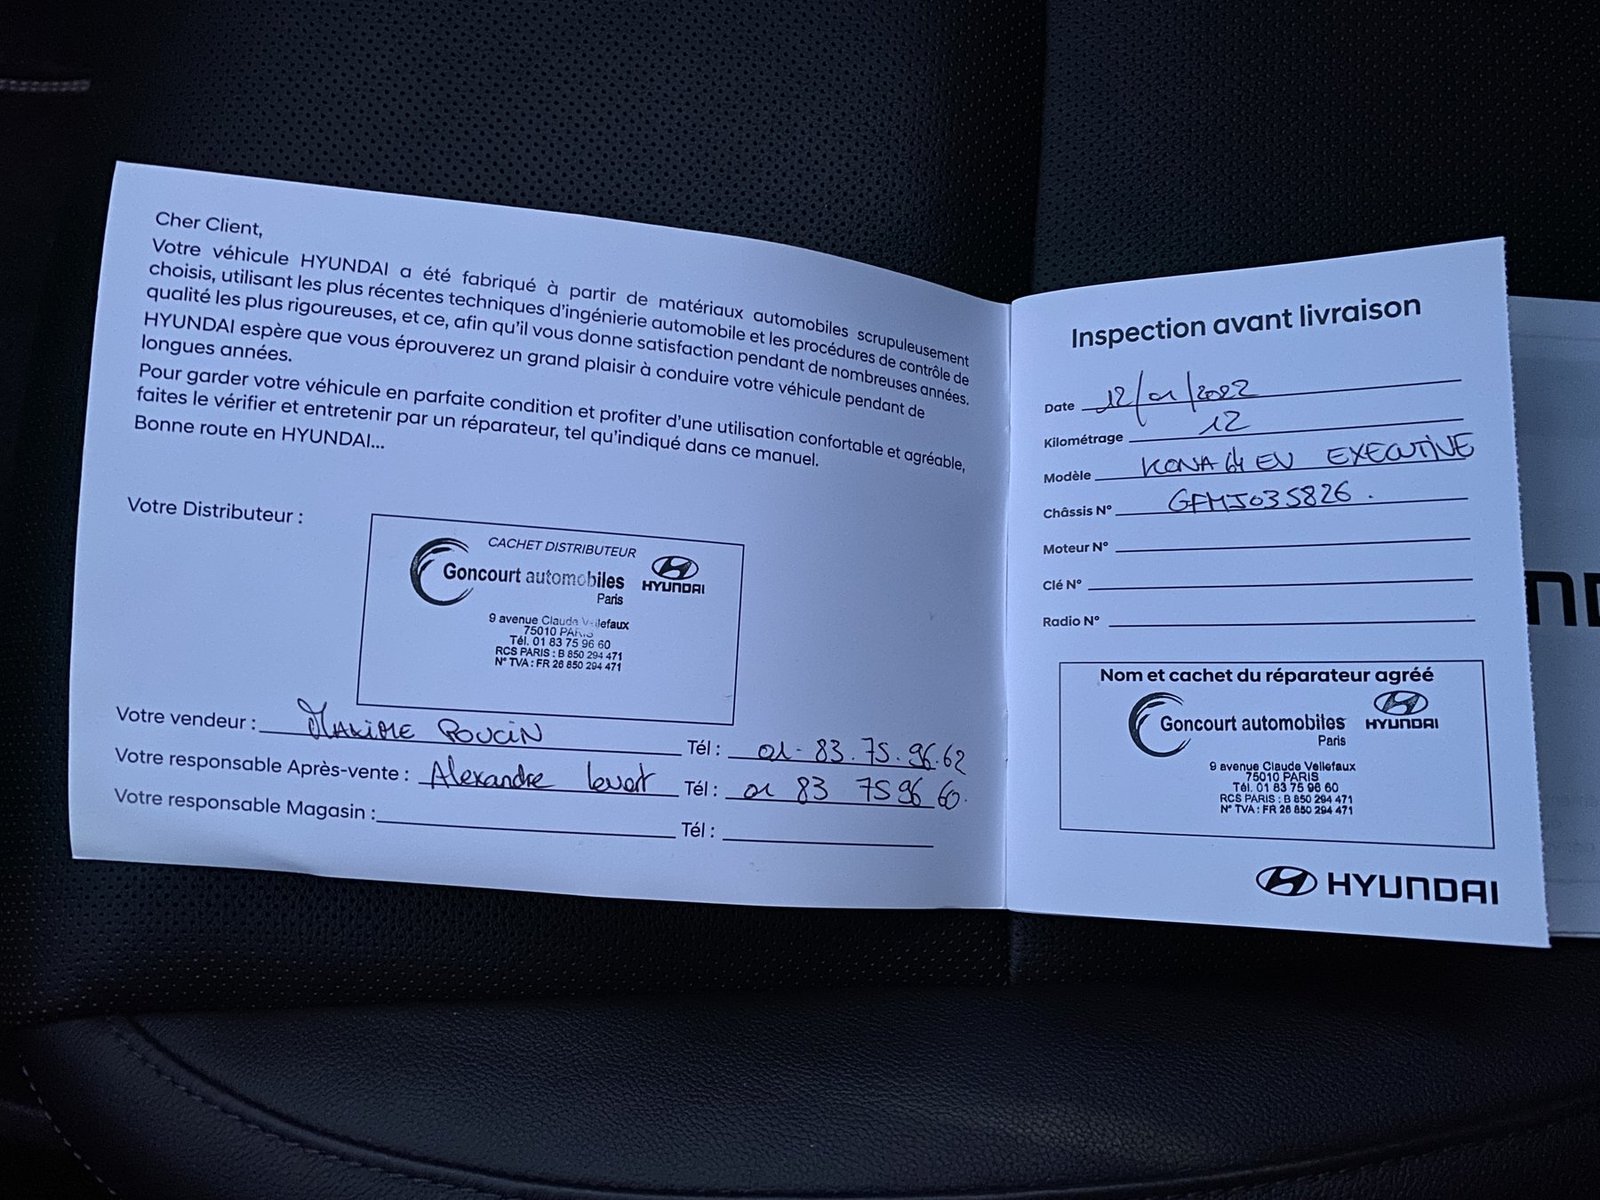 Cher Client,
Votre véhicule HYUNDAI a été fabriqué à partir de matériaux automobiles scrupuleusement
choisis, utilisant les plus récentes techniques d'ingénierie automobile et les procédures de contrôle de
qualité les plus rigoureuses, et ce, afin qu'il vous donne satisfaction pendant de nombreuses années.
HYUNDAI espère que vous éprouverez un grand plaisir à conduire votre véhicule pendant de
longues années.
Pour garder votre véhicule en parfaite condition et profiter d'une utilisation confortable et agréable,
faites le vérifier et entretenir par un réparateur, tel qu'indiqué dans ce manuel.
Bonne route en HYUNDAI...
Votre Distributeur :
CACHET DISTRIBUTEUR
Goncourt automobiles
Paris
HYUNDAI
9 avenue Claude Vellefaux
75010 PARIS
Tél. 01 83 75 96 60
RCS PARIS : B 850 294 471
N° TVA : FR 26 850 294 471
Votre vendeur : MAXIME POUCIN Tél : 01-83.75.96.62
Votre responsable Après-vente : Alexandre Tél : 01 83 75 96 60.
Votre responsable Magasin : Tél :
Inspection avant livraison
Date 12/01/2022
Kilométrage 12
Modèle KONA 64 EV EXECUTIVE
Châssis N° GFMJ035826.
Moteur N°
Clé N°
Radio N°
Nom et cachet du réparateur agréé
Goncourt automobiles
Paris
HYUNDAI
9 avenue Claude Vellefaux
75010 PARIS
Tél. 01 83 75 96 60
RCS PARIS : B 850 294 471
N° TVA : FR 26 850 294 471
HYUNDAI